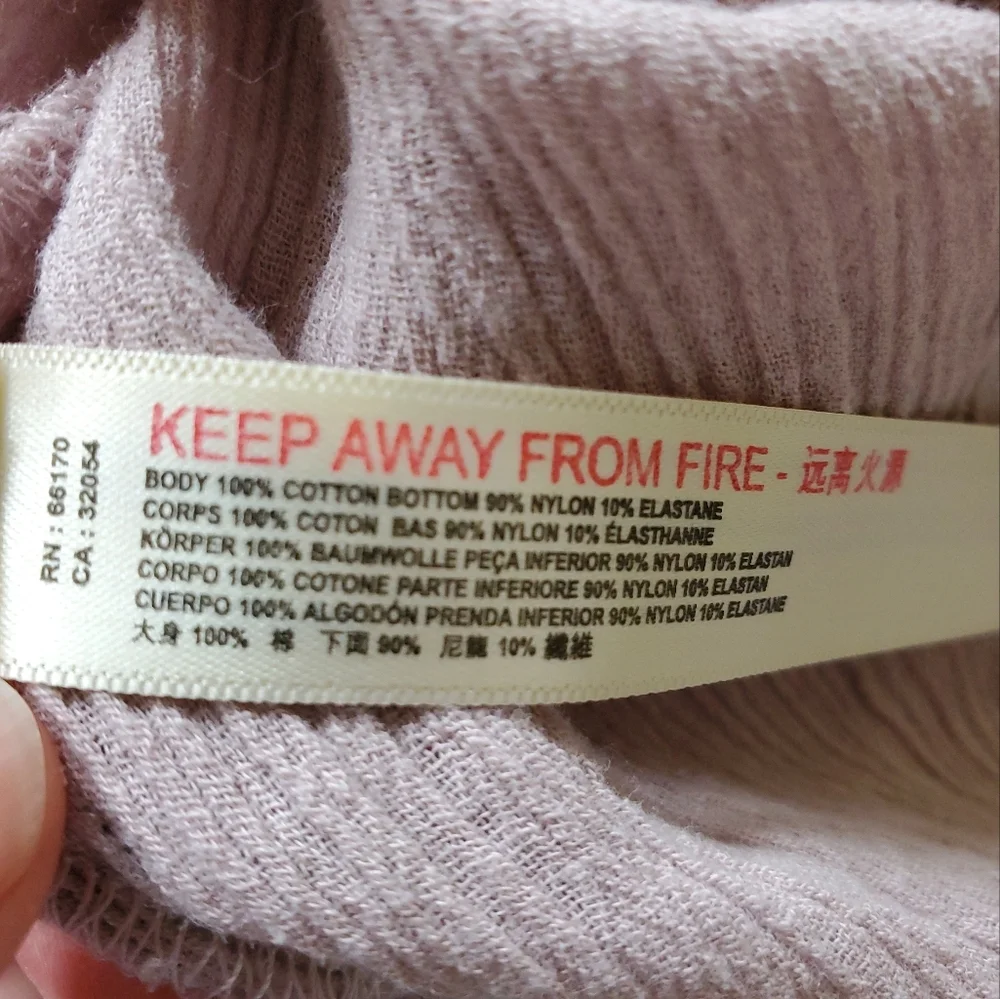 KEEP AWAY FROM FIRE - 远离火源
BODY 100% COTTON BOTTOM 90% NYLON 10% ELASTANE
CORPS 100% COTON BAS 90% NYLON 10% ÉLASTHANNE
KÖRPER 100% BAUMWOLLE PEÇA INFERIOR 90% NYLON 10% ELASTAN
CORPO 100% COTONE PARTE INFERIORE 90% NYLON 10% ELASTAN
CUERPO 100% ALGODÓN PRENDA INFERIOR 90% NYLON 10% ELASTANE
大身 100% 棉 下面 90% 尼龍 10% 纖維
RN : 66170
CA : 32054